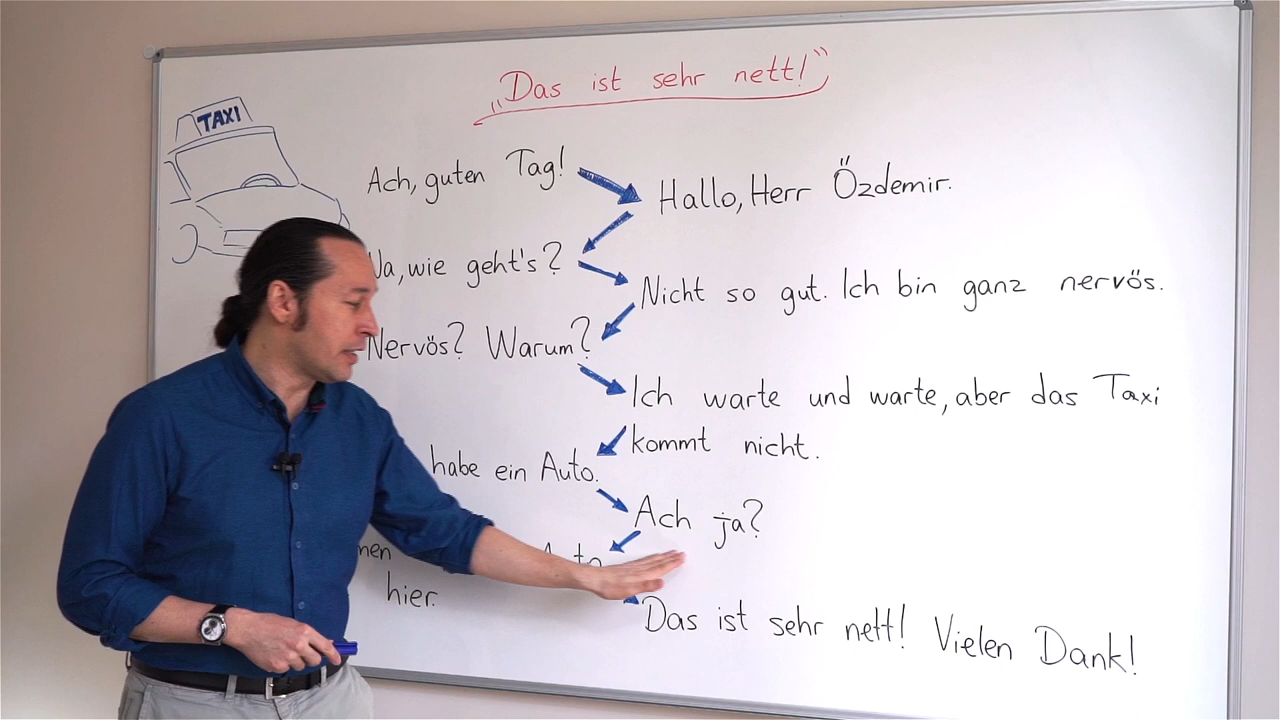 „Das ist sehr nett!“
TAXI
Ach, guten Tag!
Hallo, Herr Özdemir.
Na, wie geht's?
Nicht so gut. Ich bin ganz nervös.
Nervös? Warum?
Ich warte und warte, aber das Taxi
kommt nicht.
habe ein Auto.
Ach ja?
hier.
Das ist sehr nett! Vielen Dank!